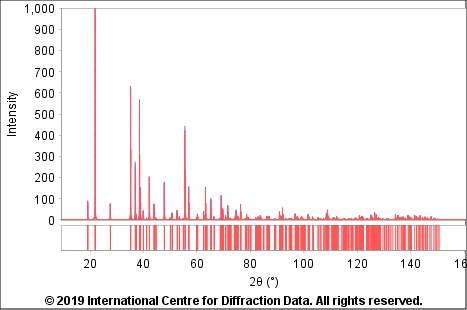 1,000
900
800
700
600
500
400
300
200
100
0
Intensity
20 40 60 80 100 120 140 16
2θ (°)
© 2019 International Centre for Diffraction Data. All rights reserved.